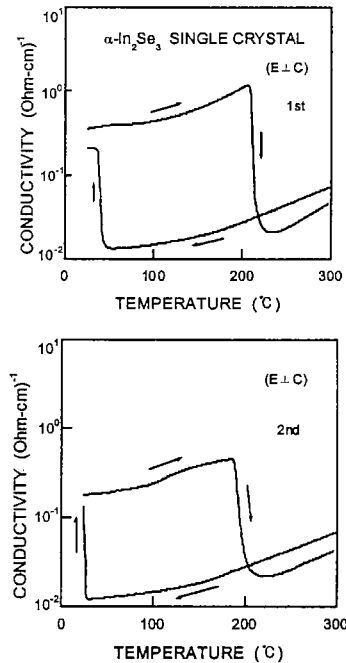 α-In₂Se₃ SINGLE CRYSTAL
(E⊥C)
1st
CONDUCTIVITY (Ohm-cm)⁻¹
10¹
10⁰
10⁻¹
10⁻²
0
100
200
300
TEMPERATURE (℃)
(E⊥C)
2nd
CONDUCTIVITY (Ohm-cm)⁻¹
10¹
10⁰
10⁻¹
10⁻²
0
100
200
300
TEMPERATURE (℃)